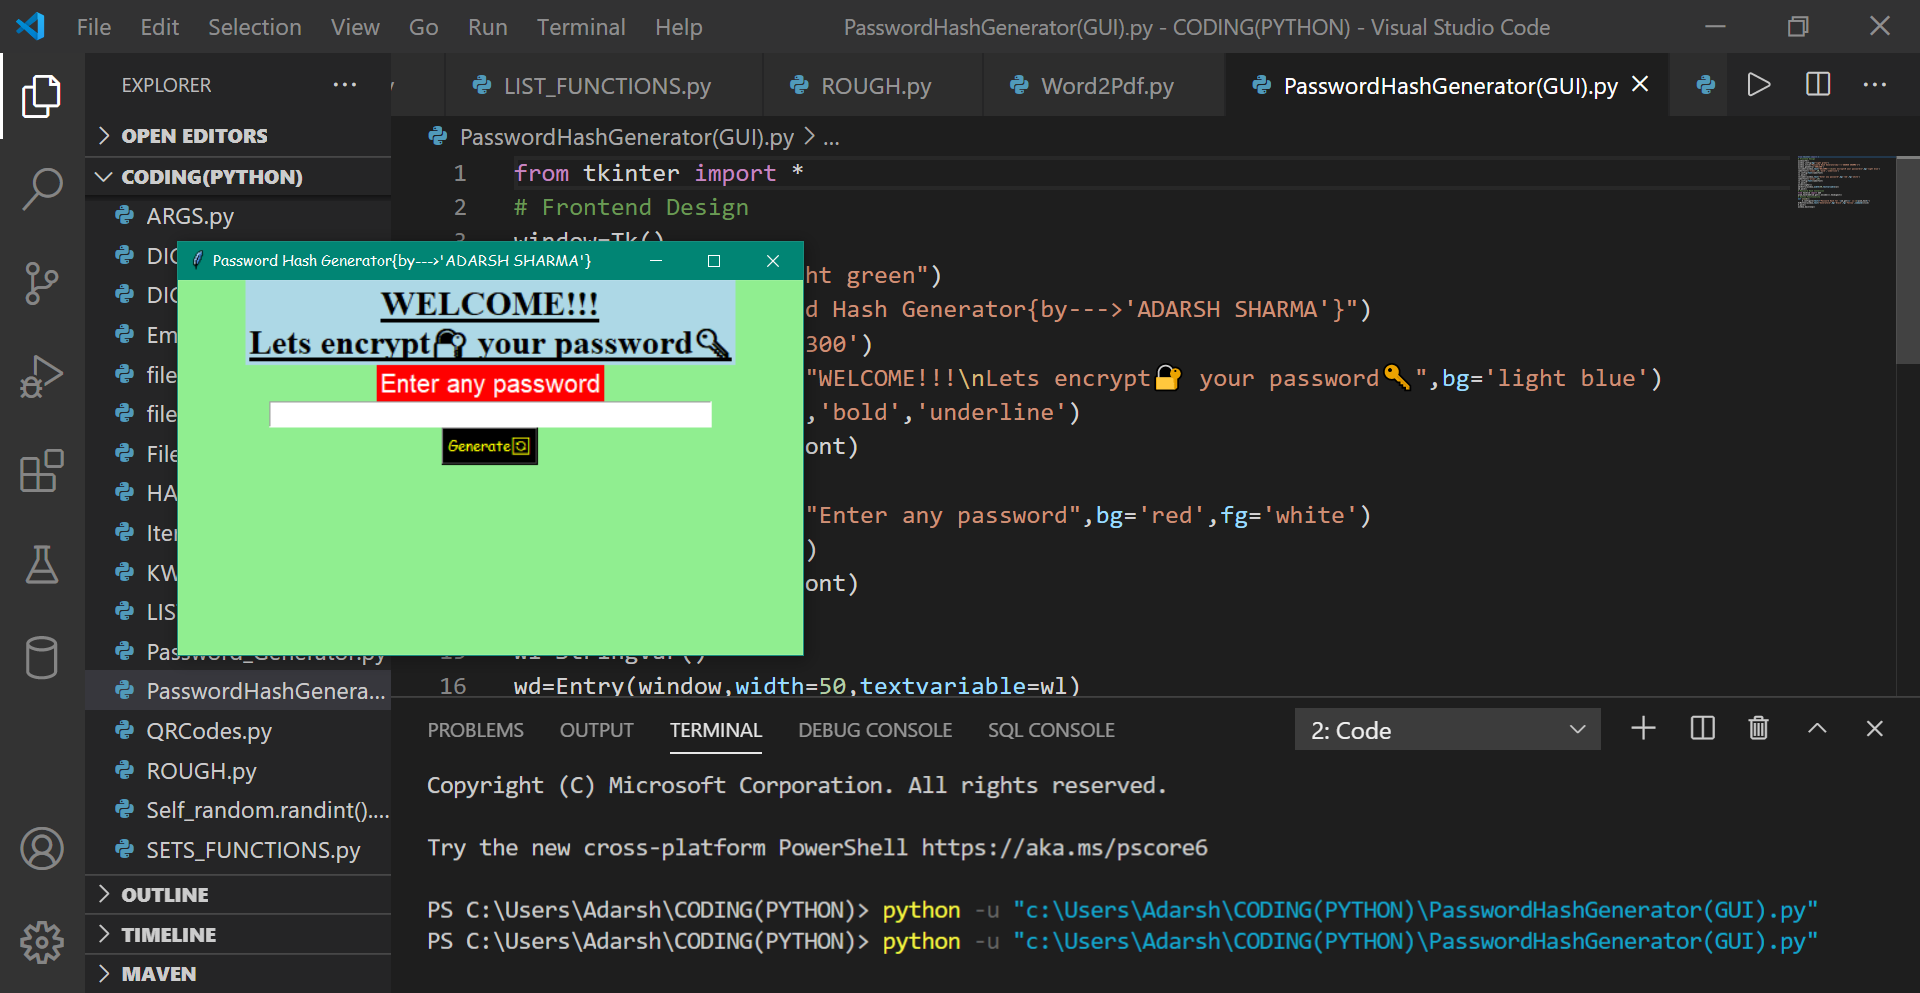 File Edit Selection View Go Run Terminal Help PasswordHashGenerator(GUI).py - CODING(PYTHON) - Visual Studio Code
EXPLORER
LIST_FUNCTIONS.py ROUGH.py Word2Pdf.py PasswordHashGenerator(GUI).py
OPEN EDITORS
CODING(PYTHON)
ARGS.py
DIC
DIC
Em
file
file
File
HA
Iter
KW
LIS
Password_Generator.py
PasswordHashGenera...
QRCodes.py
ROUGH.py
Self_random.randint()....
SETS_FUNCTIONS.py
OUTLINE
TIMELINE
MAVEN
PasswordHashGenerator(GUI).py > ...
1 from tkinter import *
2 # Frontend Design
3 window=Tk()
ht green")
d Hash Generator{by--->'ADARSH SHARMA'}")
300')
"WELCOME!!!\nLets encrypt🔐 your password🔑",bg='light blue')
,'bold','underline')
ont)
"Enter any password",bg='red',fg='white')
)
ont)
15 wl=StringVar()
16 wd=Entry(window,width=50,textvariable=wl)
Password Hash Generator{by--->'ADARSH SHARMA'}
WELCOME!!!
Lets encrypt🔐 your password🔑
Enter any password
Generate
PROBLEMS OUTPUT TERMINAL DEBUG CONSOLE SQL CONSOLE 2: Code
Copyright (C) Microsoft Corporation. All rights reserved.
Try the new cross-platform PowerShell https://aka.ms/pscore6
PS C:\Users\Adarsh\CODING(PYTHON)> python -u "c:\Users\Adarsh\CODING(PYTHON)\PasswordHashGenerator(GUI).py"
PS C:\Users\Adarsh\CODING(PYTHON)> python -u "c:\Users\Adarsh\CODING(PYTHON)\PasswordHashGenerator(GUI).py"